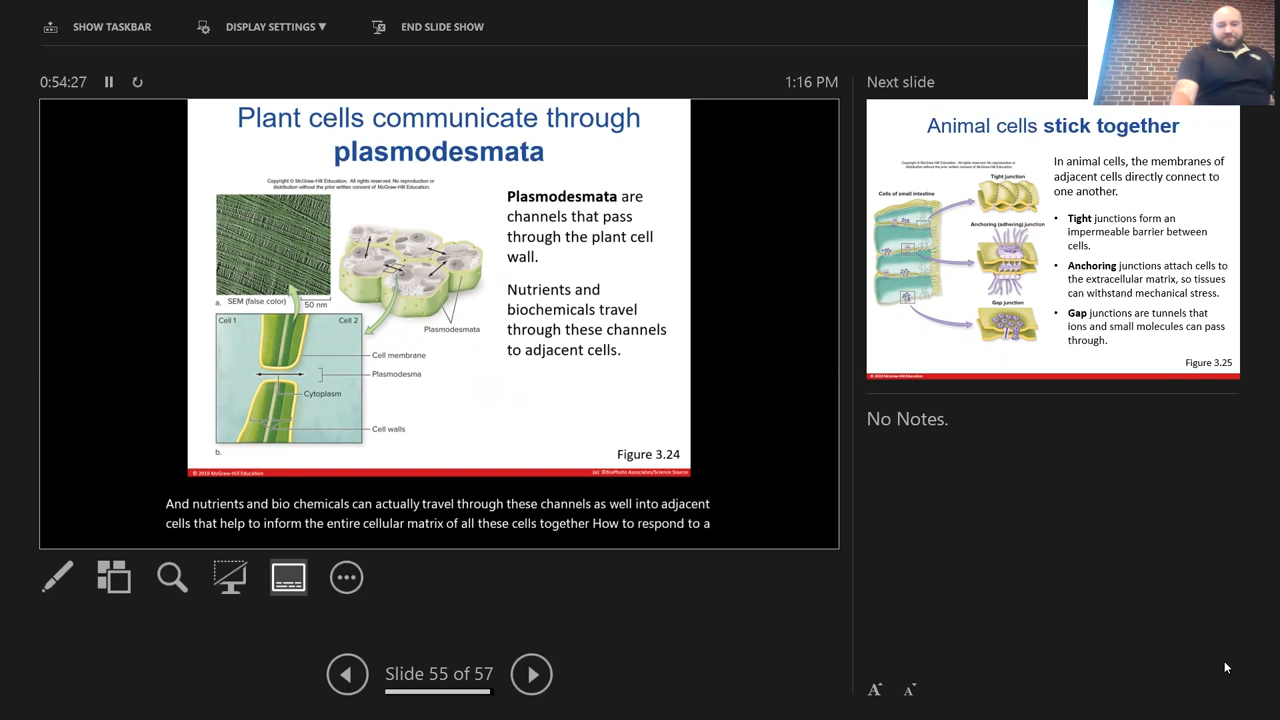 SHOW TASKBAR
DISPLAY SETTINGS ▼
END SLIDE SHOW
0:54:27
1:16 PM
Plant cells communicate through
plasmodesmata
Copyright © McGraw-Hill Education. All rights reserved. No reproduction or
distribution without the prior written consent of McGraw-Hill Education.
a.
SEM (false color)
50 nm
Plasmodesmata
Cell 1
Cell 2
Cell membrane
Plasmodesma
Cytoplasm
Cell walls
b.
Plasmodesmata are
channels that pass
through the plant cell
wall.
Nutrients and
biochemicals travel
through these channels
to adjacent cells.
Figure 3.24
© 2019 McGraw-Hill Education
(a) ©BioPhoto Associates/Science Source
And nutrients and bio chemicals can actually travel through these channels as well into adjacent
cells that help to inform the entire cellular matrix of all these cells together How to respond to a
Slide 55 of 57
Next slide
Animal cells stick together
Copyright © McGraw-Hill Education. All rights reserved. No reproduction or
distribution without the prior written consent of McGraw-Hill Education.
Cells of small intestine
Tight junction
Anchoring (adhering) junction
Gap junction
In animal cells, the membranes of
adjacent cells directly connect to
one another.
• Tight junctions form an
impermeable barrier between
cells.
• Anchoring junctions attach cells to
the extracellular matrix, so tissues
can withstand mechanical stress.
• Gap junctions are tunnels that
ions and small molecules can pass
through.
Figure 3.25
© 2019 McGraw-Hill Education
No Notes.
A
A